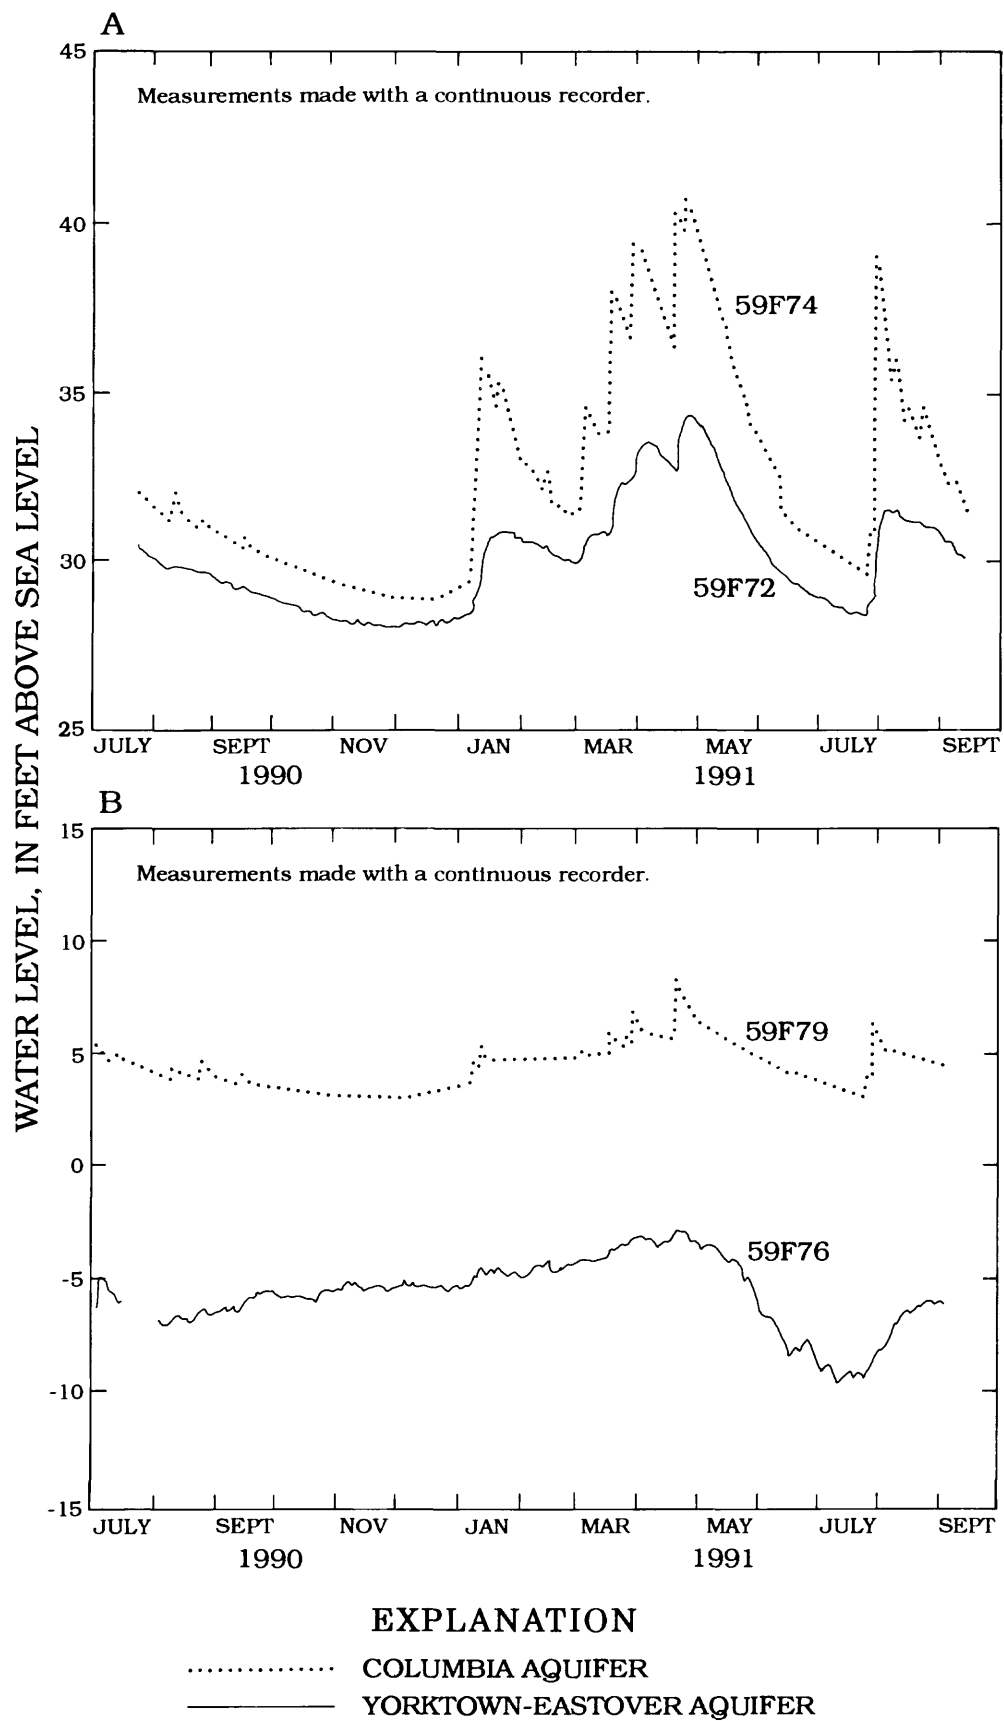 A
45
Measurements made with a continuous recorder.
40
59F74
35
30
59F72
25
JULY SEPT NOV JAN MAR MAY JULY SEPT
1990 1991
WATER LEVEL, IN FEET ABOVE SEA LEVEL
B
15
Measurements made with a continuous recorder.
10
59F79
5
0
59F76
-5
-10
-15
JULY SEPT NOV JAN MAR MAY JULY SEPT
1990 1991
EXPLANATION
COLUMBIA AQUIFER
YORKTOWN-EASTOVER AQUIFER